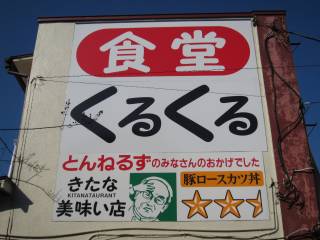 食堂
くるくる
とんねるずのみなさんのおかげでした
きたな
KITANATAURANT
美味い店
豚ロースカツ丼